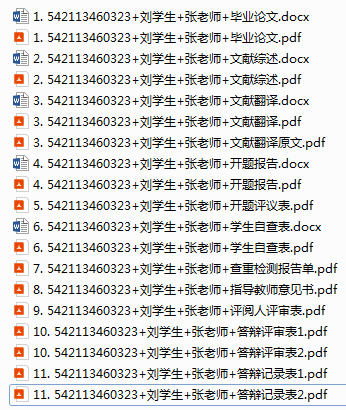 1. 542113460323+刘学生+张老师+毕业论文.docx
1. 542113460323+刘学生+张老师+毕业论文.pdf
2. 542113460323+刘学生+张老师+文献综述.docx
2. 542113460323+刘学生+张老师+文献综述.pdf
3. 542113460323+刘学生+张老师+文献翻译.docx
3. 542113460323+刘学生+张老师+文献翻译.pdf
3. 542113460323+刘学生+张老师+文献翻译原文.pdf
4. 542113460323+刘学生+张老师+开题报告.docx
4. 542113460323+刘学生+张老师+开题报告.pdf
5. 542113460323+刘学生+张老师+开题评议表.pdf
6. 542113460323+刘学生+张老师+学生自查表.docx
6. 542113460323+刘学生+张老师+学生自查表.pdf
7. 542113460323+刘学生+张老师+查重检测报告单.pdf
8. 542113460323+刘学生+张老师+指导教师意见书.pdf
9. 542113460323+刘学生+张老师+评阅人评审表.pdf
10. 542113460323+刘学生+张老师+答辩评审表1.pdf
10. 542113460323+刘学生+张老师+答辩评审表2.pdf
11. 542113460323+刘学生+张老师+答辩记录表1.pdf
11. 542113460323+刘学生+张老师+答辩记录表2.pdf